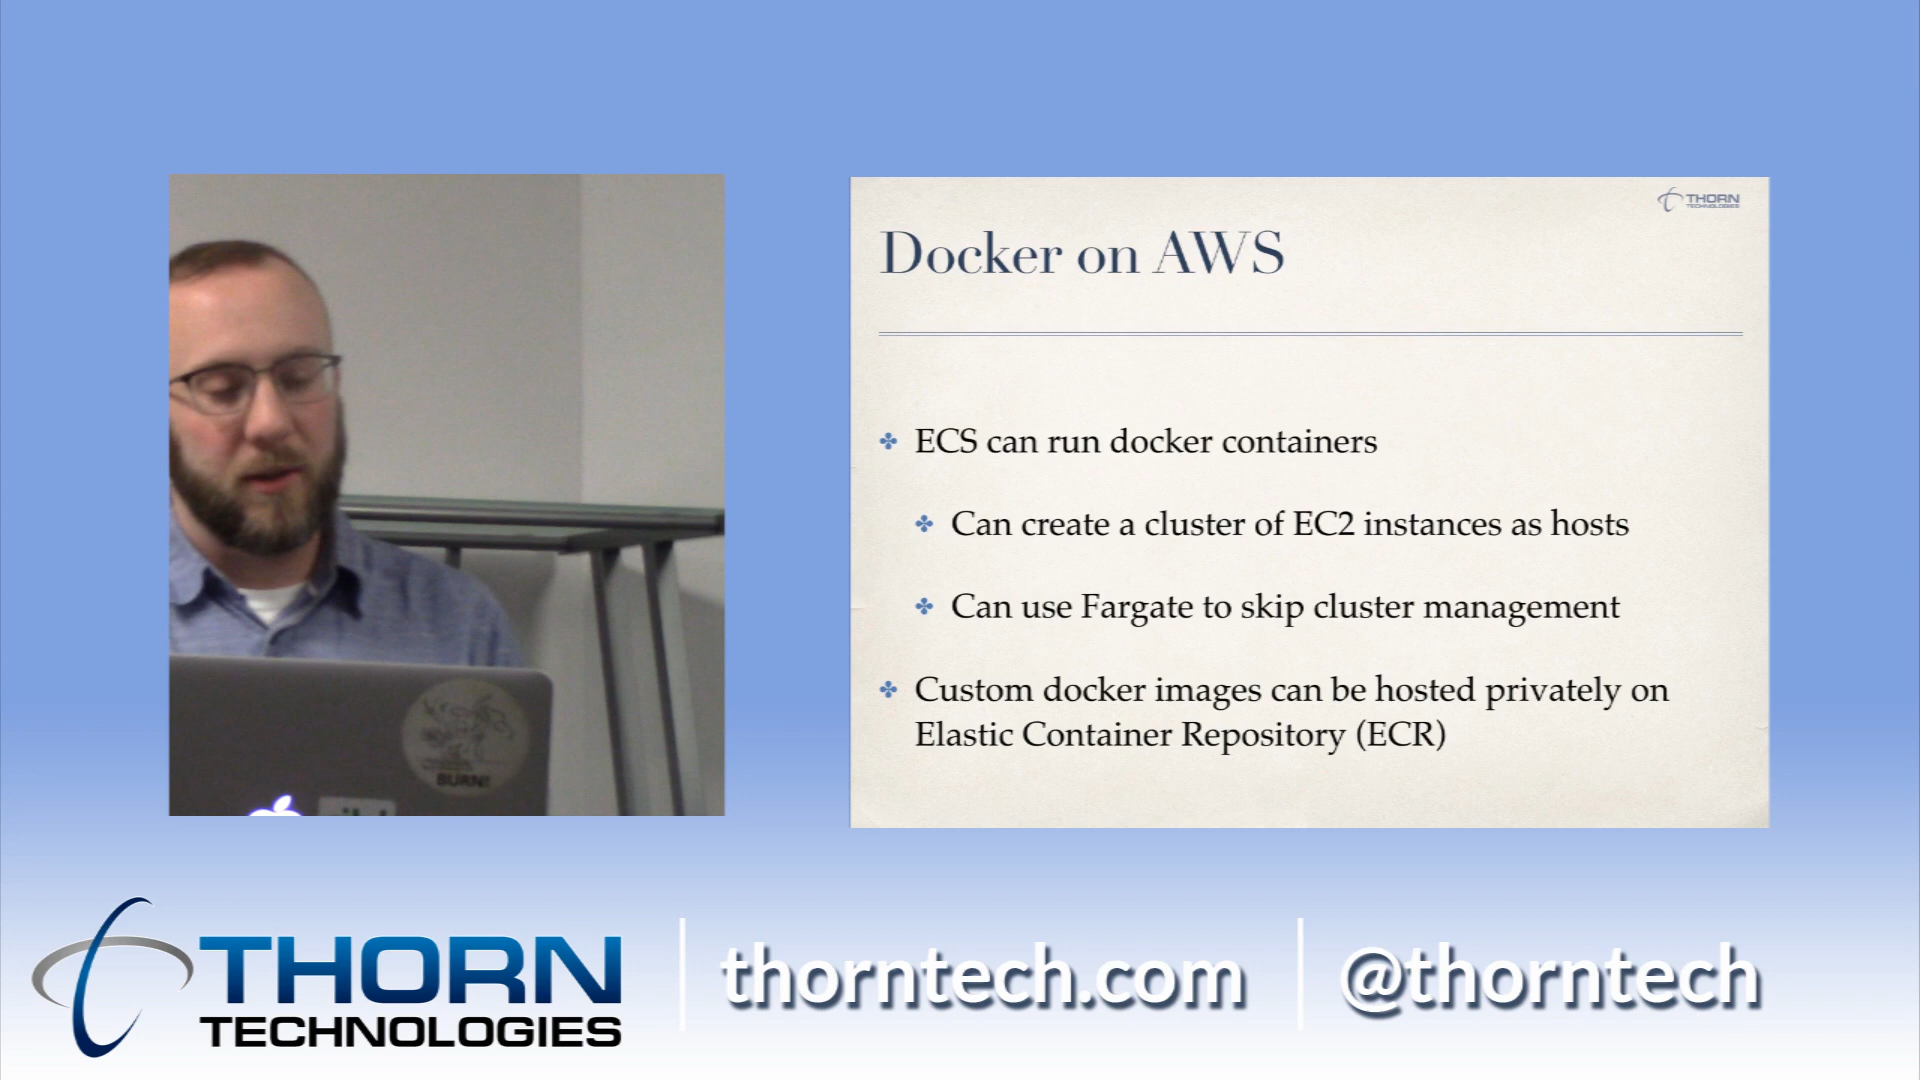 THORN
TECHNOLOGIES
Docker on AWS
ECS can run docker containers
Can create a cluster of EC2 instances as hosts
Can use Fargate to skip cluster management
Custom docker images can be hosted privately on
Elastic Container Repository (ECR)
BURN!
THORN
TECHNOLOGIES
thorntech.com
@thorntech